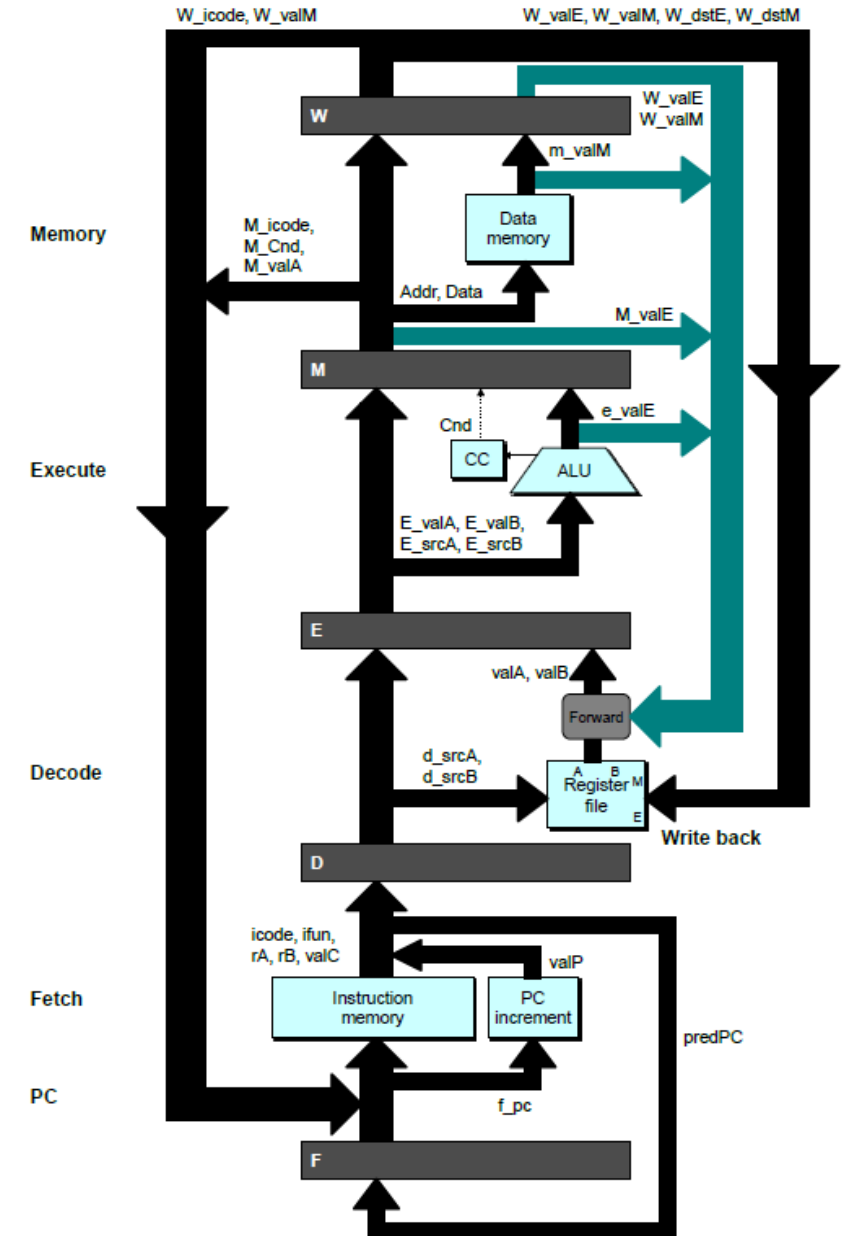 W_icode, W_valM
W_valE, W_valM, W_dstE, W_dstM
W
W_valE
W_valM
m_valM
Memory
M_icode,
M_Cnd,
M_valA
Data
memory
Addr, Data
M_valE
M
e_valE
Cnd
CC
ALU
Execute
E_valA, E_valB,
E_srcA, E_srcB
E
valA, valB
Forward
Decode
d_srcA,
d_srcB
A B
M
Register
file
E
Write back
D
icode, ifun,
rA, rB, valC
valP
Fetch
Instruction
memory
PC
increment
predPC
PC
f_pc
F